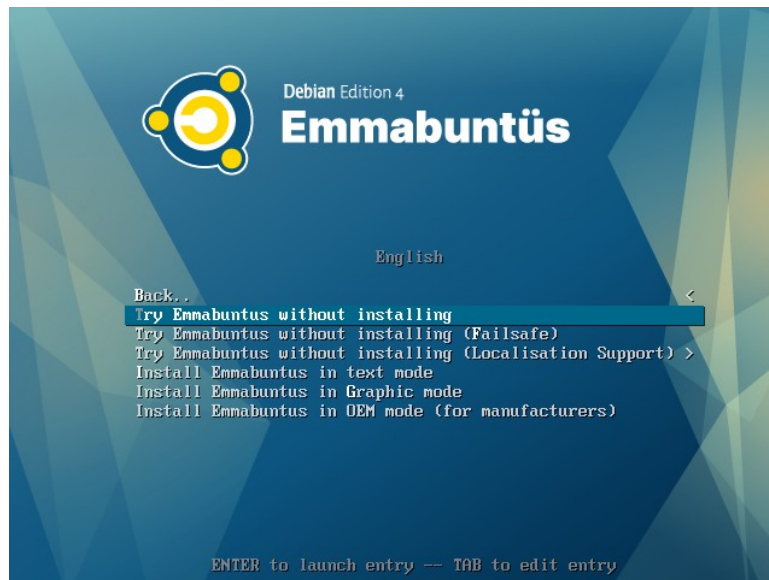 Debian Edition 4
Emmabuntüs
English
Back.. <
Try Emmabuntus without installing
Try Emmabuntus without installing (Failsafe)
Try Emmabuntus without installing (Localisation Support) >
Install Emmabuntus in text mode
Install Emmabuntus in Graphic mode
Install Emmabuntus in OEM mode (for manufacturers)
ENTER to launch entry -- TAB to edit entry